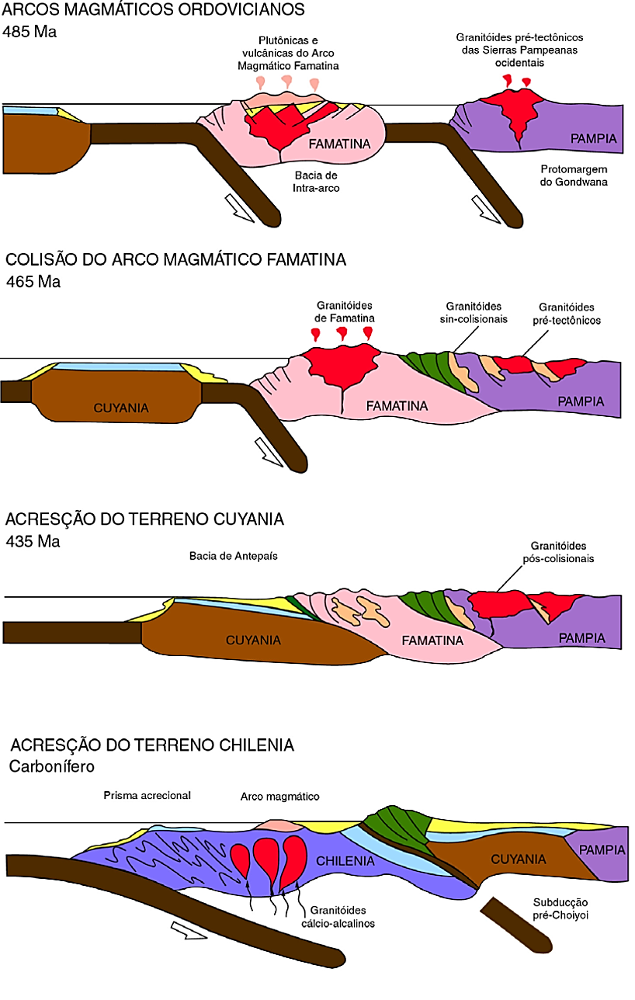 ARCOS MAGMÁTICOS ORDOVICIANOS
485 Ma
Plutônicas e
vulcânicas do Arco
Magmático Famatina
Granitóides pré-tectônicos
das Sierras Pampeanas
ocidentais
FAMATINA
PAMPIA
Bacia de
Intra-arco
Protomargem
do Gondwana
COLISÃO DO ARCO MAGMÁTICO FAMATINA
465 Ma
Granitóides
de Famatina
Granitóides
sin-colisionais
Granitóides
pré-tectônicos
CUYANIA
FAMATINA
PAMPIA
ACRESÇÃO DO TERRENO CUYANIA
435 Ma
Bacia de Antepaís
Granitóides
pós-colisionais
CUYANIA
FAMATINA
PAMPIA
ACRESÇÃO DO TERRENO CHILENIA
Carbonífero
Prisma acrecional
Arco magmático
CHILENIA
CUYANIA
PAMPIA
Granitóides
cálcio-alcalinos
Subducção
pré-Choiyoi